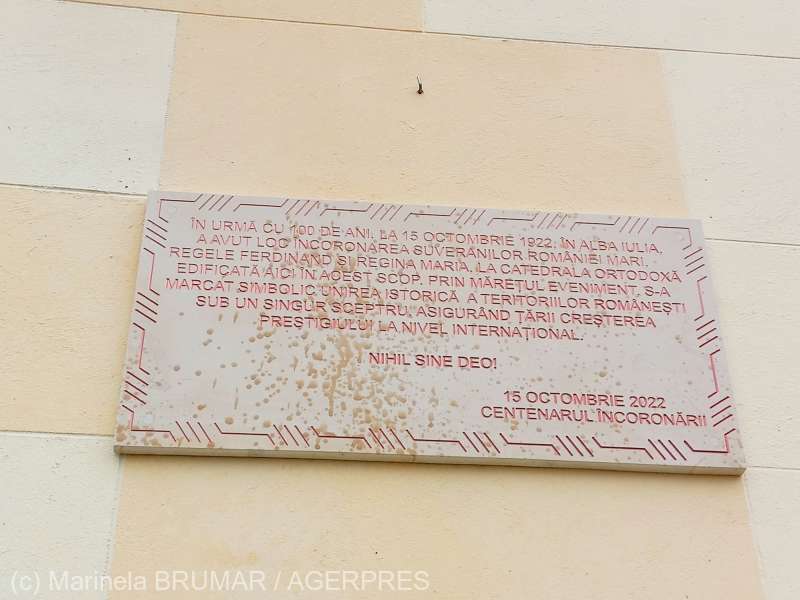 ÎN URMĂ CU 100 DE ANI, LA 15 OCTOMBRIE 1922, ÎN ALBA IULIA,
A AVUT LOC ÎNCORONAREA SUVERANILOR ROMÂNIEI MARI,
REGELE FERDINAND ȘI REGINA MARIA, LA CATEDRALA ORTODOXĂ
EDIFICATĂ AICI ÎN ACEST SCOP. PRIN MĂREȚUL EVENIMENT, S-A
MARCAT SIMBOLIC UNIREA ISTORICĂ A TERITORIILOR ROMÂNEȘTI
SUB UN SINGUR SCEPTRU, ASIGURÂND ȚĂRII CREȘTEREA
PRESTIGIULUI LA NIVEL INTERNAȚIONAL.
NIHIL SINE DEO!
15 OCTOMBRIE 2022
CENTENARUL ÎNCORONĂRII
(c) Marinela BRUMAR / AGERPRES